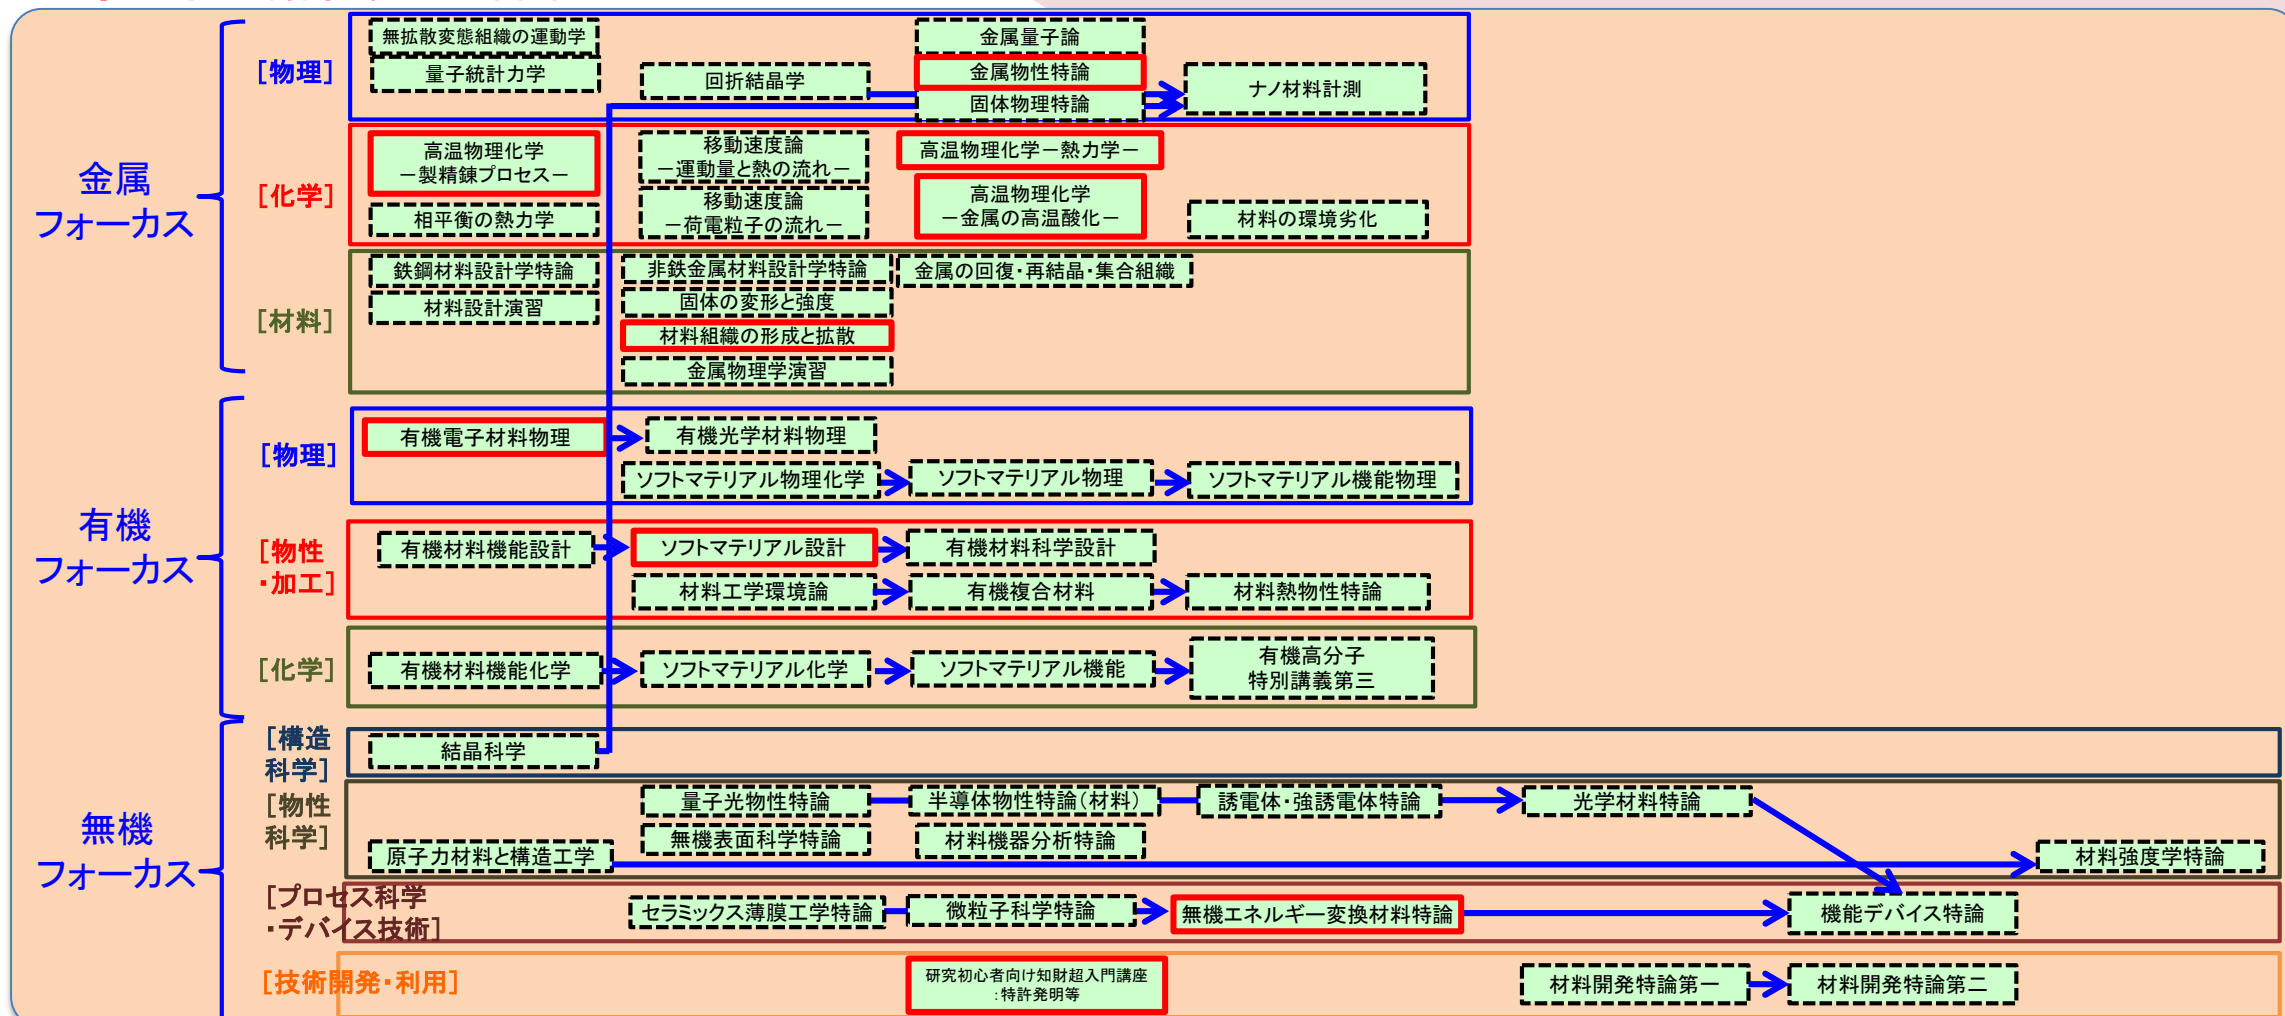 金属
フォーカス
[物理]
無拡散変態組織の運動学
量子統計力学
回折結晶学
金属量子論
金属物性特論
固体物理特論
ナノ材料計測
[化学]
高温物理化学
－製精錬プロセス－
相平衡の熱力学
移動速度論
－運動量と熱の流れ－
移動速度論
－荷電粒子の流れ－
高温物理化学－熱力学－
高温物理化学
－金属の高温酸化－
材料の環境劣化
[材料]
鉄鋼材料設計学特論
材料設計演習
非鉄金属材料設計学特論
固体の変形と強度
材料組織の形成と拡散
金属物理学演習
金属の回復・再結晶・集合組織
有機
フォーカス
[物理]
有機電子材料物理
有機光学材料物理
ソフトマテリアル物理化学
ソフトマテリアル物理
ソフトマテリアル機能物理
[物性
・加工]
有機材料機能設計
ソフトマテリアル設計
有機材料科学設計
材料工学環境論
有機複合材料
材料熱物性特論
[化学]
有機材料機能化学
ソフトマテリアル化学
ソフトマテリアル機能
有機高分子
特別講義第三
無機
フォーカス
[構造
科学]
結晶科学
[物性
科学]
量子光物性特論
半導体物性特論(材料)
誘電体・強誘電体特論
光学材料特論
無機表面科学特論
材料機器分析特論
原子力材料と構造工学
材料強度学特論
[プロセス科学
・デバイス技術]
セラミックス薄膜工学特論
微粒子科学特論
無機エネルギー変換材料特論
機能デバイス特論
[技術開発・利用]
研究初心者向け知財超入門講座
：特許発明等
材料開発特論第一
材料開発特論第二